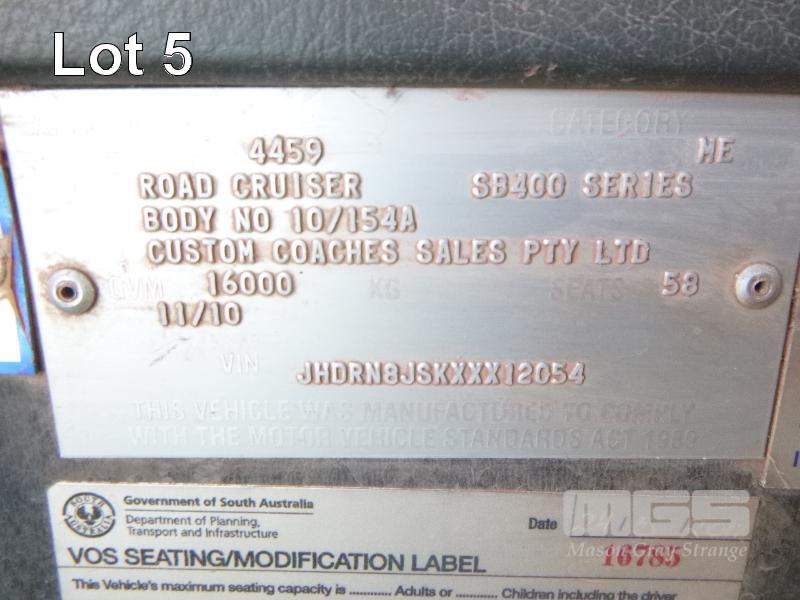 Lot 5
CATEGORY
4459 ME
ROAD CRUISER SB400 SERIES
BODY NO 10/154A
CUSTOM COACHES SALES PTY LTD
GVM 16000 KG SEATS 58
11/10
VIN JHDRN8JSKXXX12054
THIS VEHICLE WAS MANUFACTURED TO COMPLY
WITH THE MOTOR VEHICLE STANDARDS ACT 1989
SOUTH AUSTRALIA
Government of South Australia
Department of Planning,
Transport and Infrastructure
Date
MGS
Mason Gray Strange
16785
VOS SEATING/MODIFICATION LABEL
This Vehicle's maximum seating capacity is ............ Adults or ............ Children including the driver